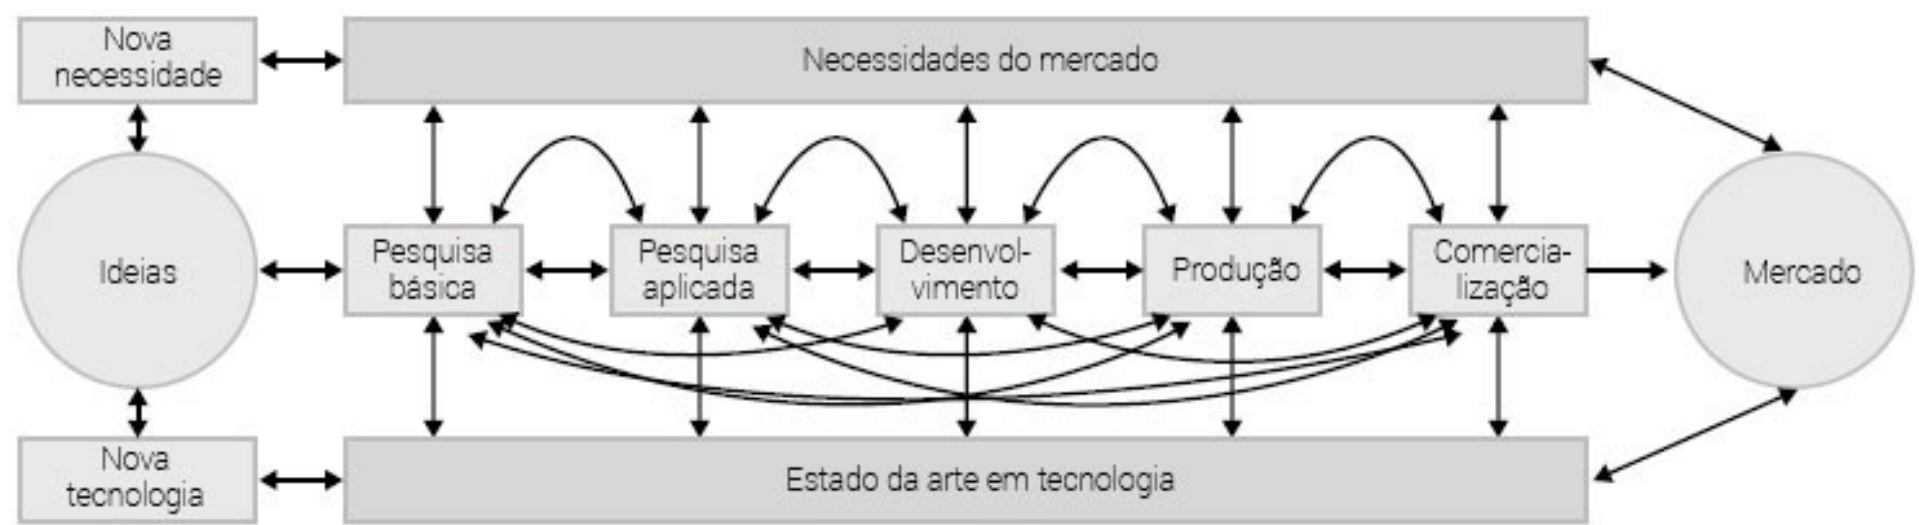 Nova
necessidade
Necessidades do mercado
Ideias
Pesquisa
básica
Pesquisa
aplicada
Desenvol-
vimento
Produção
Comercia-
lização
Mercado
Nova
tecnologia
Estado da arte em tecnologia